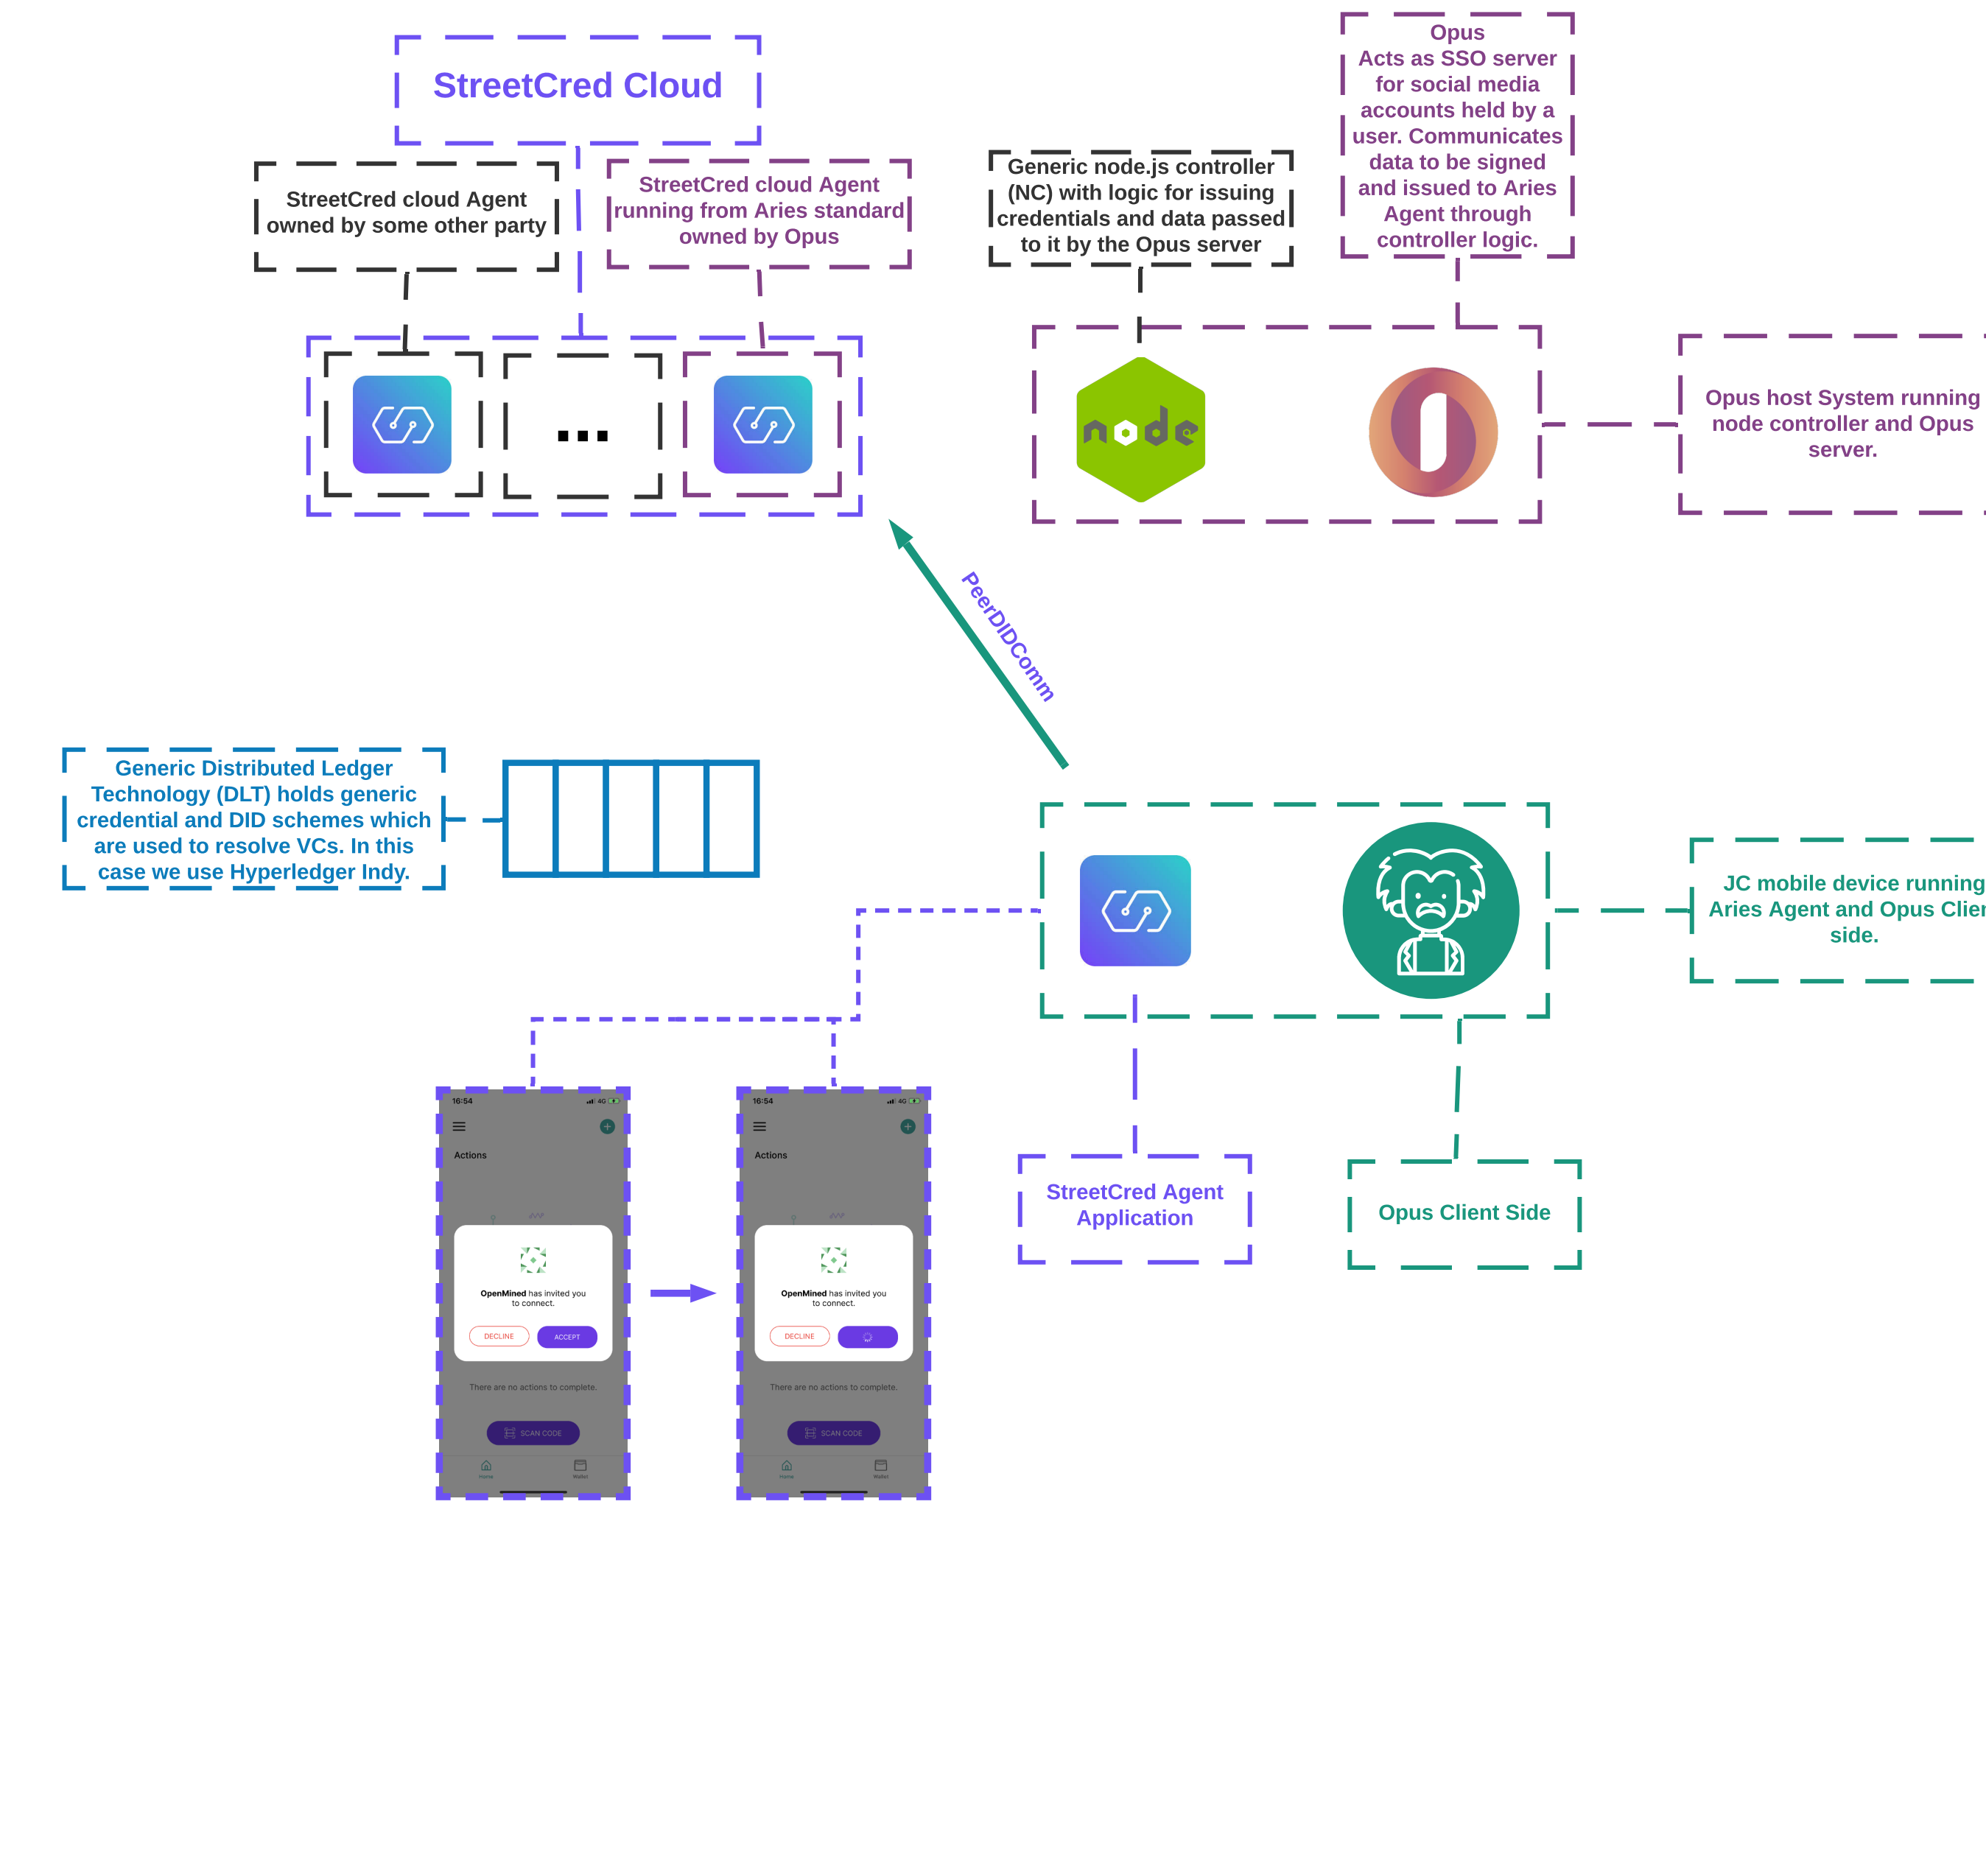 StreetCred Cloud
StreetCred cloud Agent
owned by some other party
StreetCred cloud Agent
running from Aries standard
owned by Opus
Generic node.js controller
(NC) with logic for issuing
credentials and data passed
to it by the Opus server
Opus
Acts as SSO server
for social media
accounts held by a
user. Communicates
data to be signed
and issued to Aries
Agent through
controller logic.
...
node
Opus host System running
node controller and Opus
server.
PeerDIDComm
Generic Distributed Ledger
Technology (DLT) holds generic
credential and DID schemes which
are used to resolve VCs. In this
case we use Hyperledger Indy.
JC mobile device running
Aries Agent and Opus Clien
side.
StreetCred Agent
Application
Opus Client Side
16:54
4G
Actions
OpenMined has invited you
to connect.
DECLINE
ACCEPT
There are no actions to complete.
SCAN CODE
Home
Wallet
16:54
4G
Actions
OpenMined has invited you
to connect.
DECLINE
There are no actions to complete.
SCAN CODE
Home
Wallet